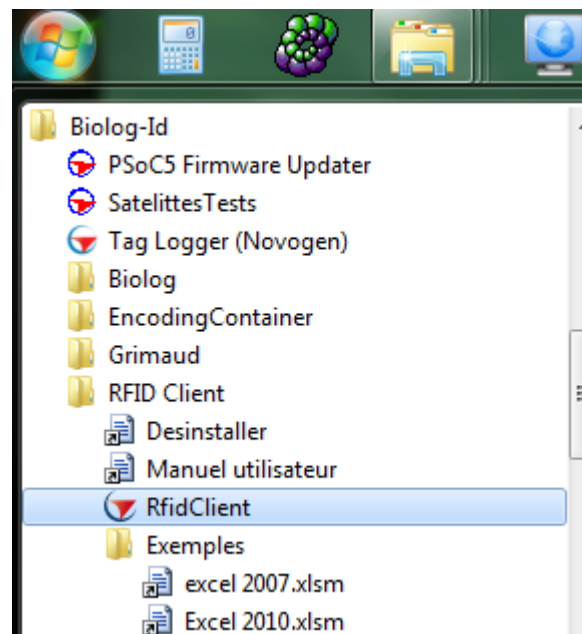 Biolog-Id
PSoC5 Firmware Updater
SatelittesTests
Tag Logger (Novogen)
Biolog
EncodingContainer
Grimaud
RFID Client
Desinstaller
Manuel utilisateur
RfidClient
Exemples
excel 2007.xlsm
Excel 2010.xlsm